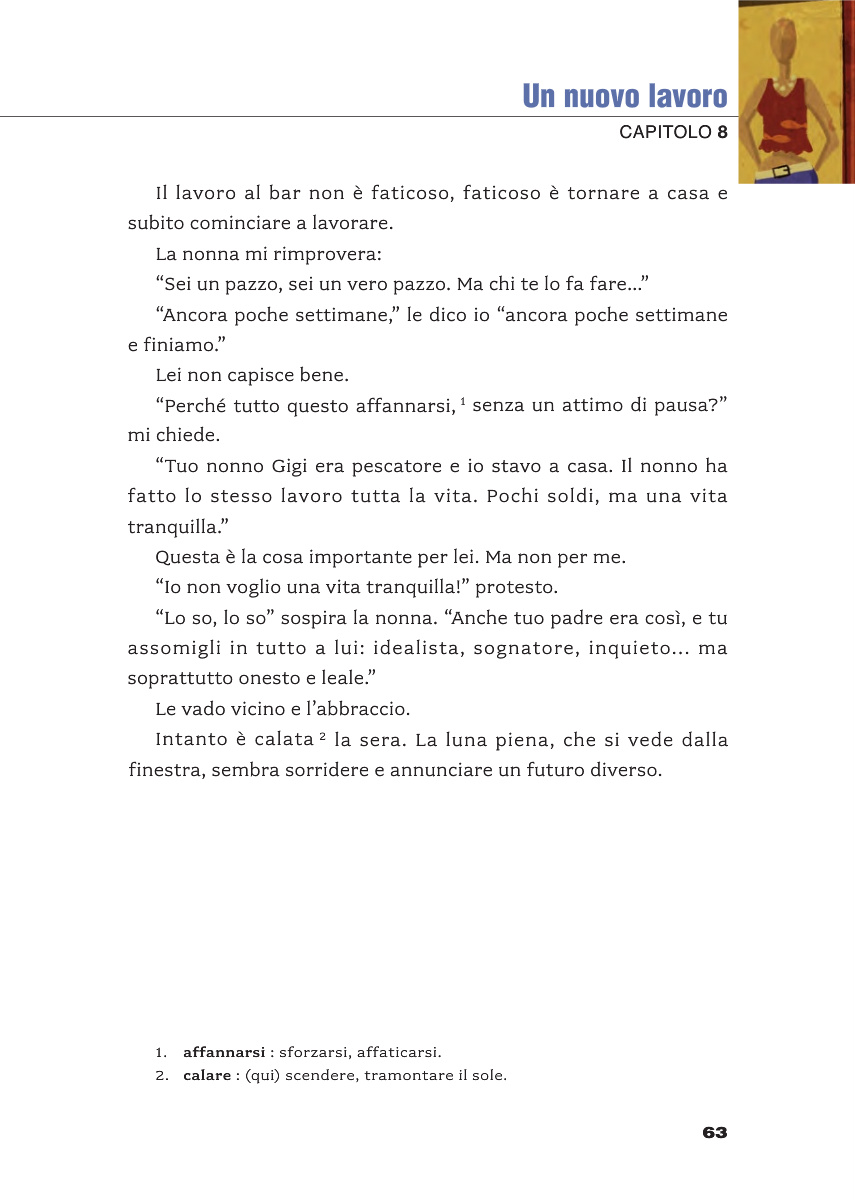 Un nuovo lavoro
CAPITOLO 8
Il lavoro al bar non è faticoso, faticoso è tornare a casa e
subito cominciare a lavorare.
La nonna mi rimprovera:
“Sei un pazzo, sei un vero pazzo. Ma chi te lo fa fare...”
“Ancora poche settimane,” le dico io “ancora poche settimane
e finiamo.”
Lei non capisce bene.
“Perché tutto questo affannarsi, 1 senza un attimo di pausa?”
mi chiede.
“Tuo nonno Gigi era pescatore e io stavo a casa. Il nonno ha
fatto lo stesso lavoro tutta la vita. Pochi soldi, ma una vita
tranquilla.”
Questa è la cosa importante per lei. Ma non per me.
“Io non voglio una vita tranquilla!” protesto.
“Lo so, lo so” sospira la nonna. “Anche tuo padre era così, e tu
assomigli in tutto a lui: idealista, sognatore, inquieto... ma
soprattutto onesto e leale.”
Le vado vicino e l’abbraccio.
Intanto è calata 2 la sera. La luna piena, che si vede dalla
finestra, sembra sorridere e annunciare un futuro diverso.
1. affannarsi : sforzarsi, affaticarsi.
2. calare : (qui) scendere, tramontare il sole.
63